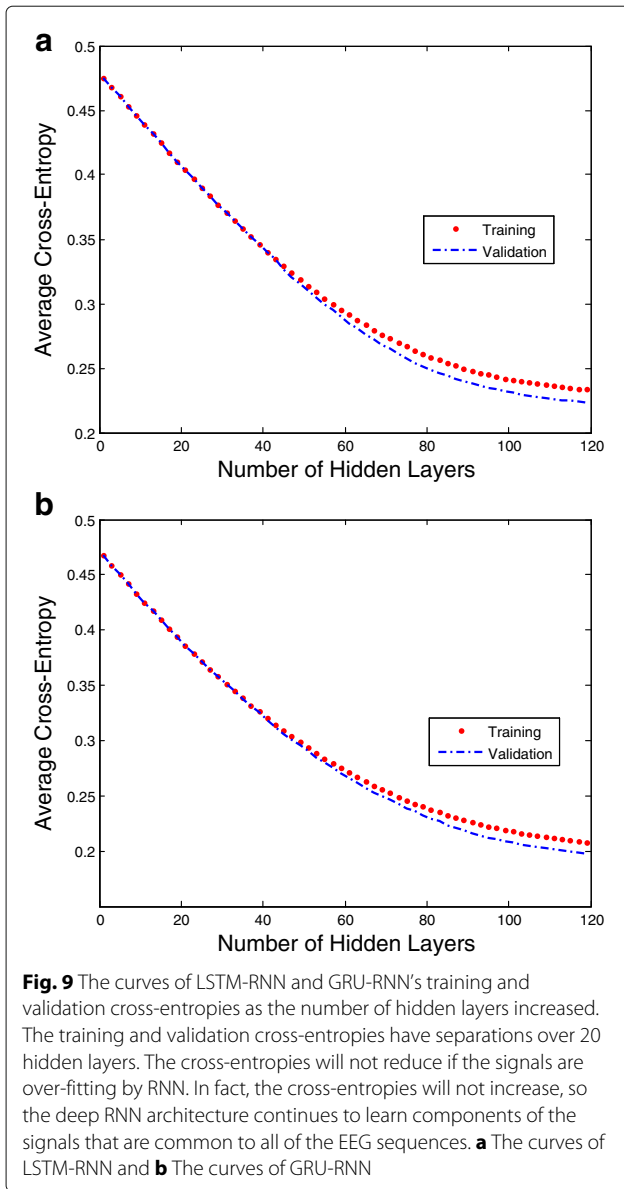 a
0.5
0.45
0.4
0.35
0.3
0.25
0.2
Average Cross-Entropy
Training
Validation
0 20 40 60 80 100 120
Number of Hidden Layers
b
0.5
0.45
0.4
0.35
0.3
0.25
0.2
Average Cross-Entropy
Training
Validation
0 20 40 60 80 100 120
Number of Hidden Layers
Fig. 9 The curves of LSTM-RNN and GRU-RNN's training and
validation cross-entropies as the number of hidden layers increased.
The training and validation cross-entropies have separations over 20
hidden layers. The cross-entropies will not reduce if the signals are
over-fitting by RNN. In fact, the cross-entropies will not increase, so
the deep RNN architecture continues to learn components of the
signals that are common to all of the EEG sequences. a The curves of
LSTM-RNN and b The curves of GRU-RNN